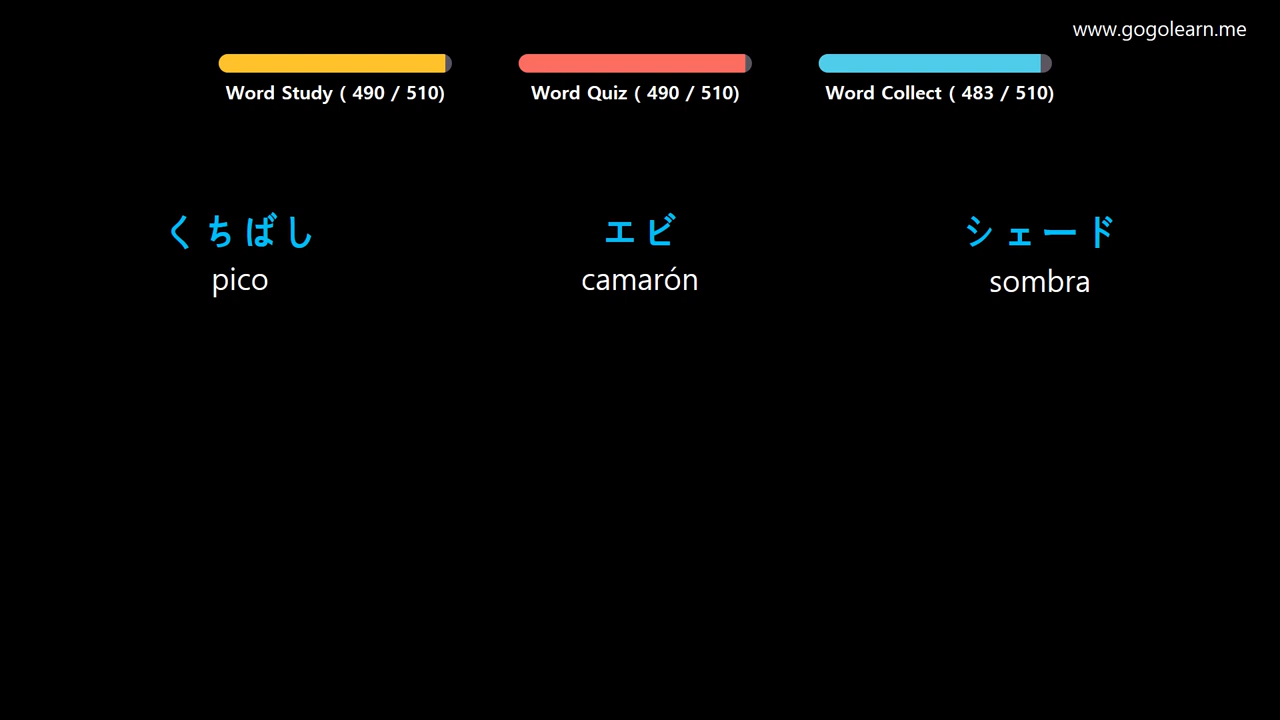 www.gogolearn.me
Word Study ( 490 / 510)
Word Quiz ( 490 / 510)
Word Collect ( 483 / 510)
くちばし
pico
エビ
camarón
シェード
sombra